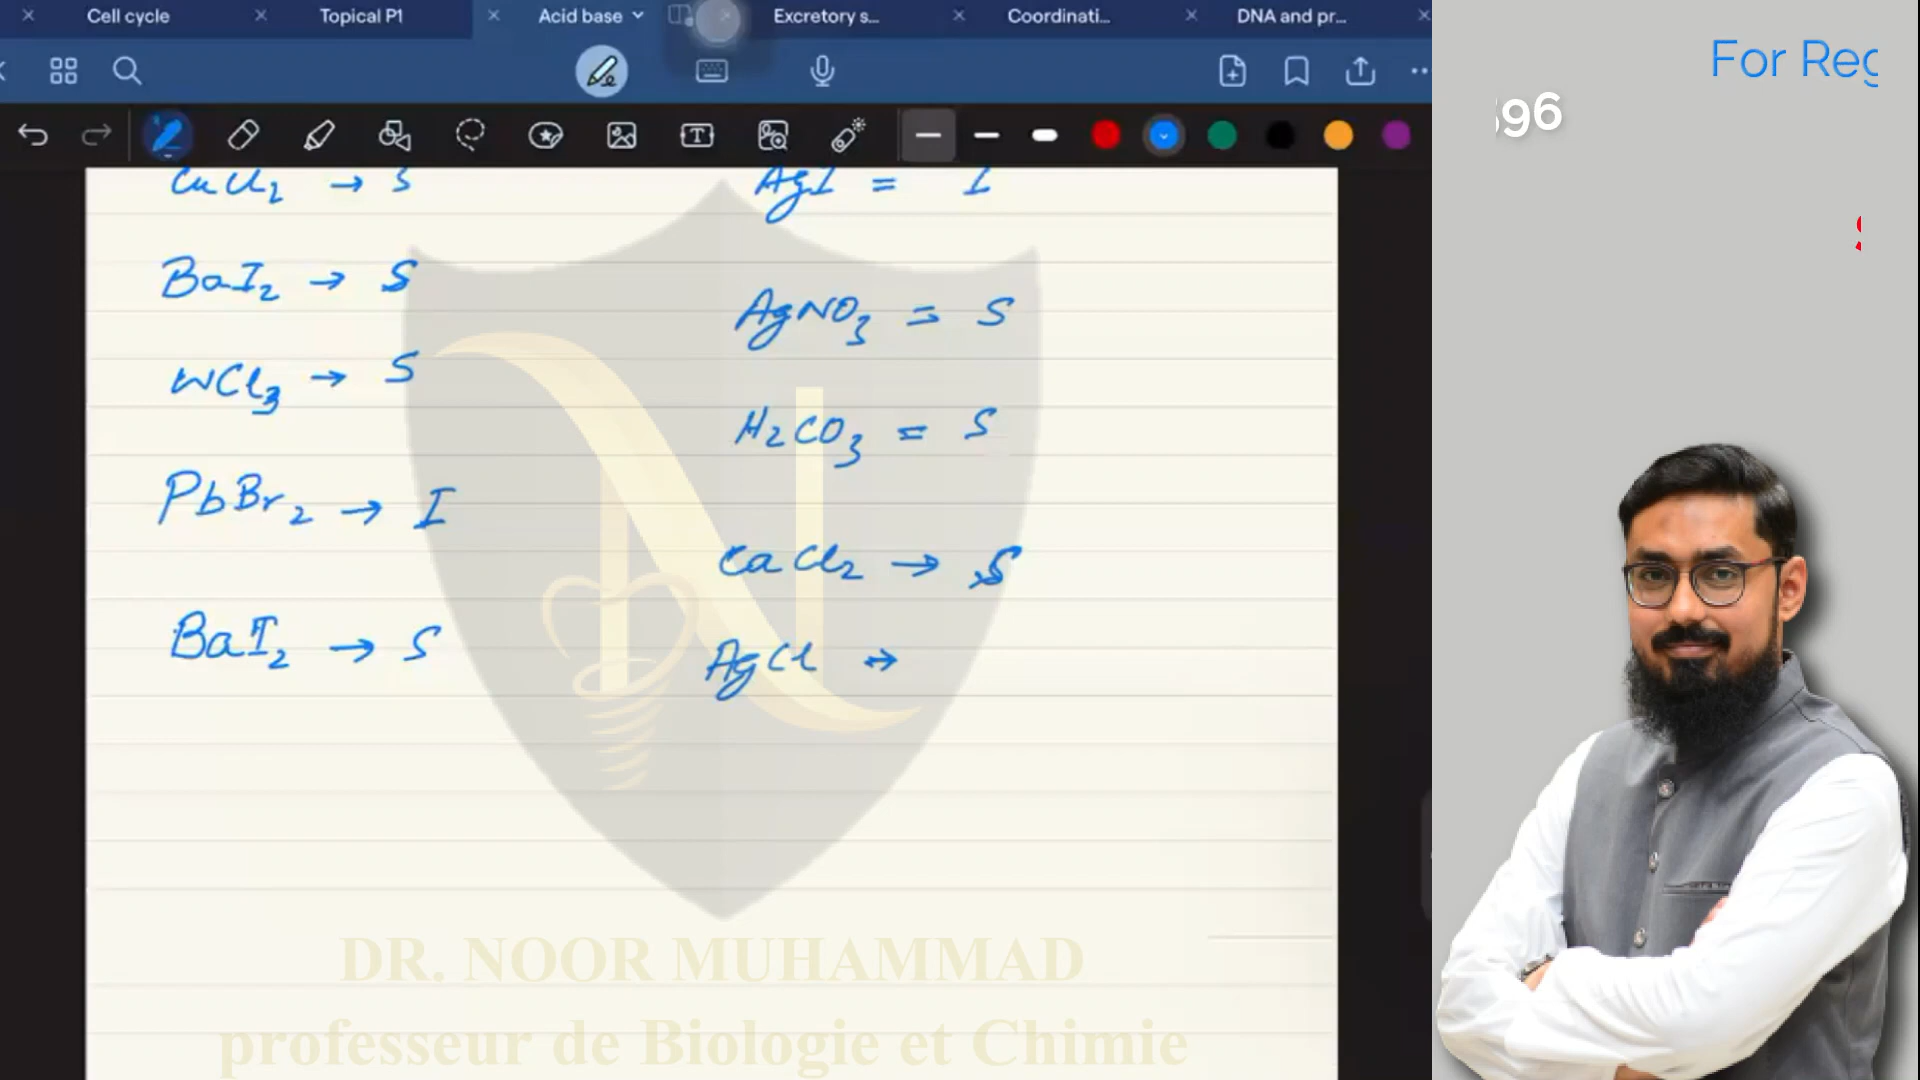 Cell cycle
Topical P1
Acid base
Excretory s...
Coordinati...
DNA and pr...
For Reg
396
CuCl2 → S
BaI2 → S
WCl3 → S
PbBr2 → I
BaI2 → S
AgI = I
AgNO3 = S
H2CO3 = S
CaCl2 → S
AgCl →
DR. NOOR MUHAMMAD
professeur de Biologie et Chimie